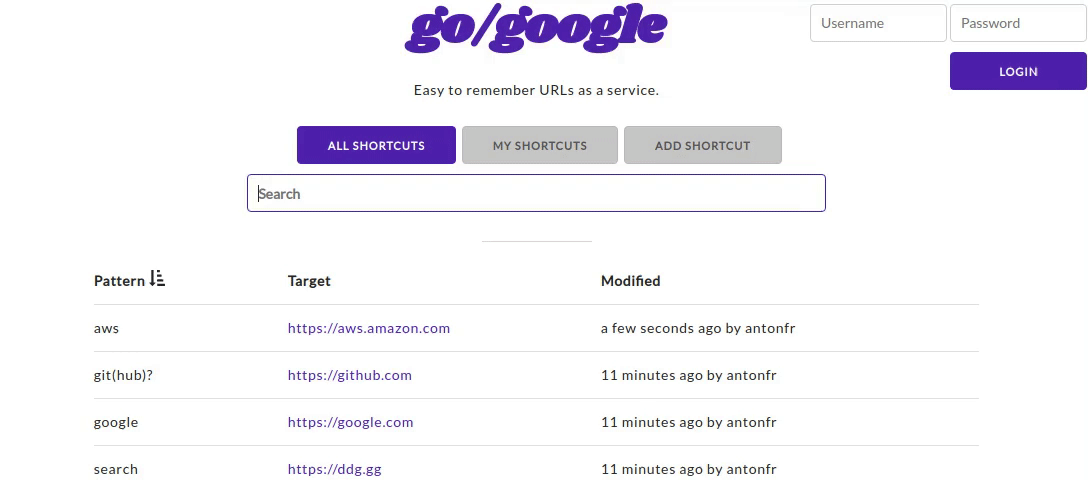 go/google
Username Password
LOGIN
Easy to remember URLs as a service.
ALL SHORTCUTS MY SHORTCUTS ADD SHORTCUT
Search
Pattern Target Modified
aws https://aws.amazon.com a few seconds ago by antonfr
git(hub)? https://github.com 11 minutes ago by antonfr
google https://google.com 11 minutes ago by antonfr
search https://ddg.gg 11 minutes ago by antonfr